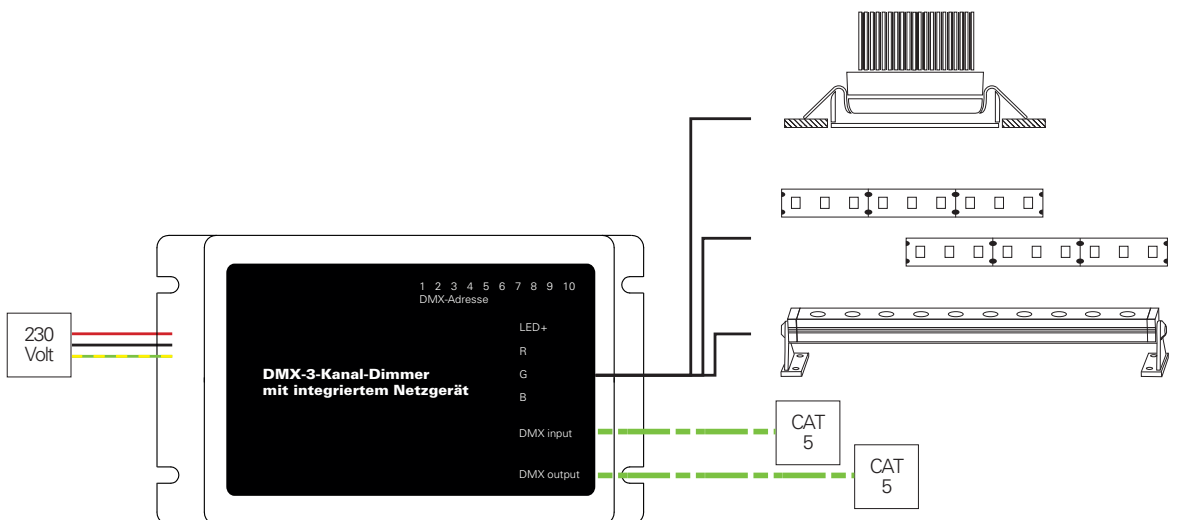 1 2 3 4 5 6 7 8 9 10
DMX-Adresse
LED+
230
Volt
R
DMX-3-Kanal-Dimmer
mit integriertem Netzgerät
G
B
DMX input
CAT
5
DMX output
CAT
5